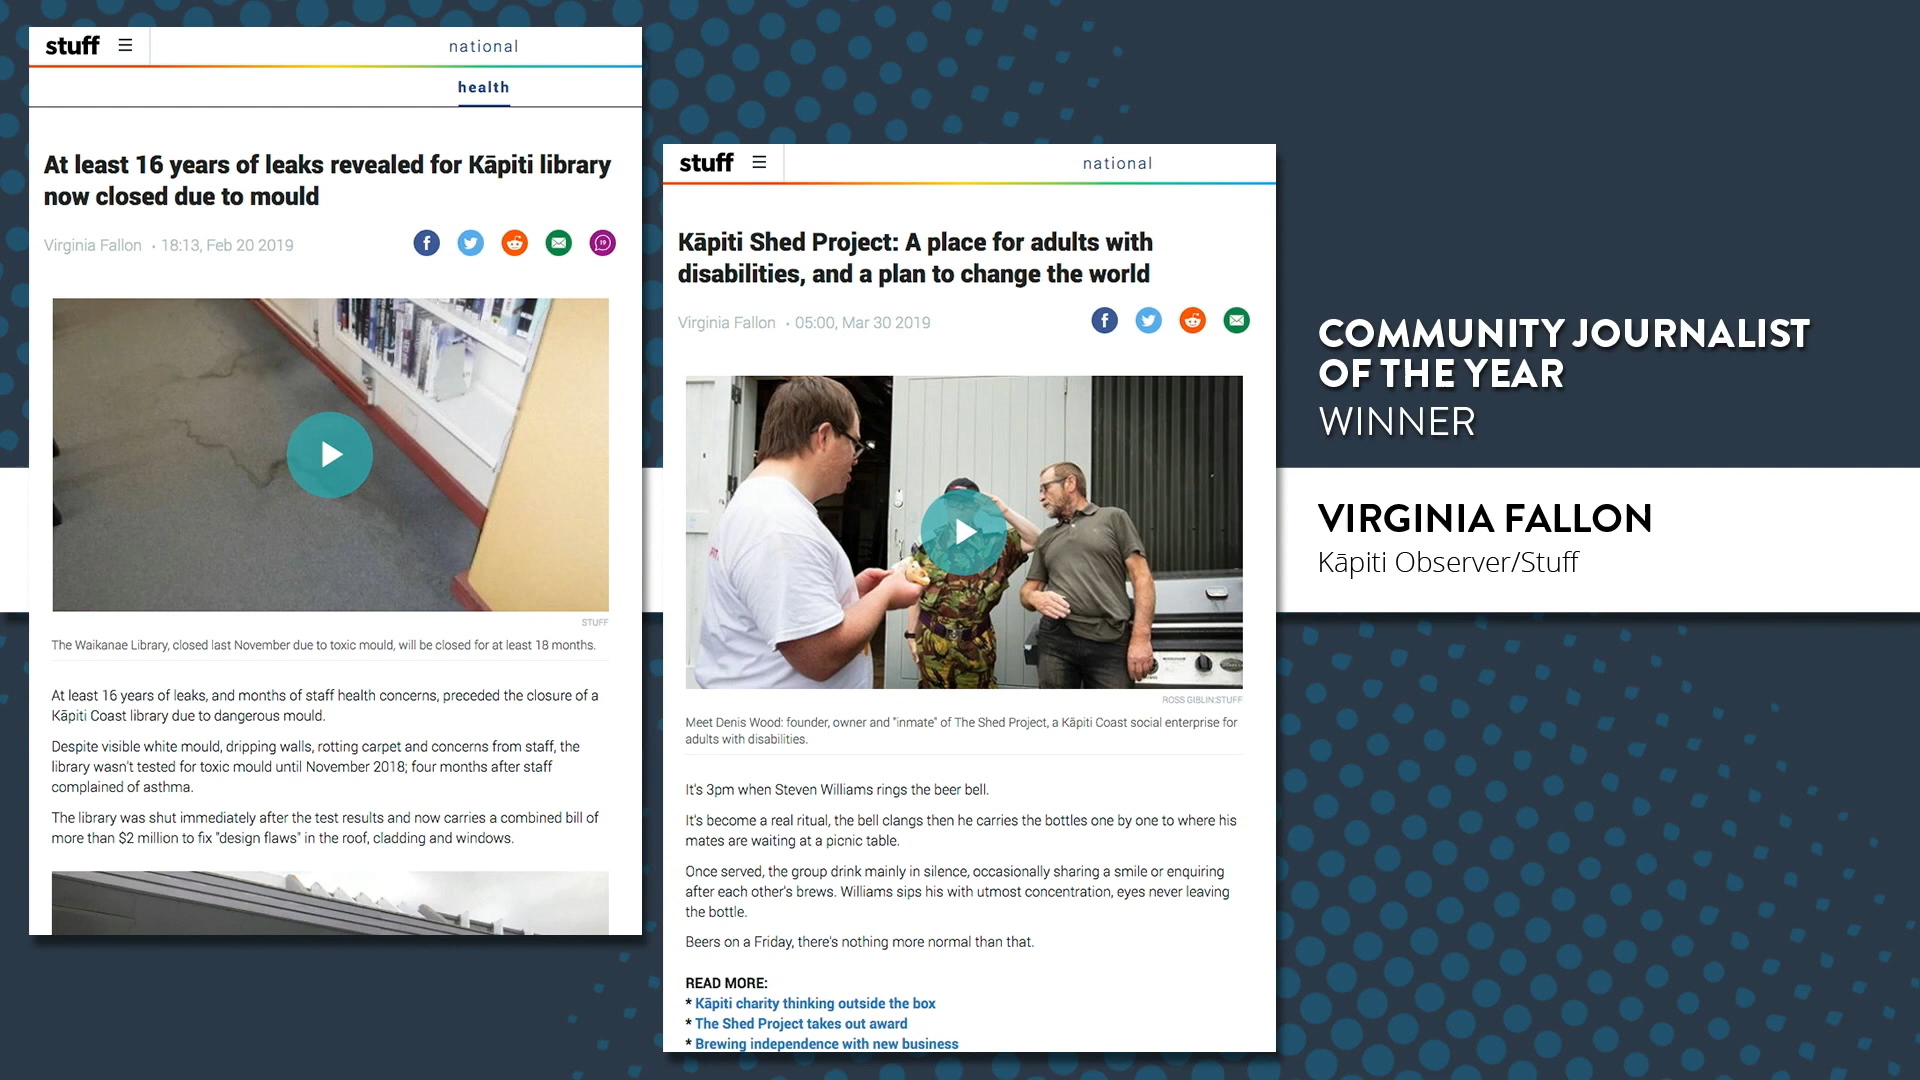 stuff
national
health
At least 16 years of leaks revealed for Kāpiti library
now closed due to mould
Virginia Fallon • 18:13, Feb 20 2019
19
STUFF
The Waikanae Library, closed last November due to toxic mould, will be closed for at least 18 months.
At least 16 years of leaks, and months of staff health concerns, preceded the closure of a
Kāpiti Coast library due to dangerous mould.
Despite visible white mould, dripping walls, rotting carpet and concerns from staff, the
library wasn't tested for toxic mould until November 2018; four months after staff
complained of asthma.
The library was shut immediately after the test results and now carries a combined bill of
more than $2 million to fix "design flaws" in the roof, cladding and windows.
stuff
national
Kāpiti Shed Project: A place for adults with
disabilities, and a plan to change the world
Virginia Fallon • 05:00, Mar 30 2019
ROSS GIBLIN:STUFF
Meet Denis Wood: founder, owner and "inmate" of The Shed Project, a Kāpiti Coast social enterprise for
adults with disabilities.
It's 3pm when Steven Williams rings the beer bell.
It's become a real ritual, the bell clangs then he carries the bottles one by one to where his
mates are waiting at a picnic table.
Once served, the group drink mainly in silence, occasionally sharing a smile or enquiring
after each other's brews. Williams sips his with utmost concentration, eyes never leaving
the bottle.
Beers on a Friday, there's nothing more normal than that.
READ MORE:
* Kāpiti charity thinking outside the box
* The Shed Project takes out award
* Brewing independence with new business
COMMUNITY JOURNALIST
OF THE YEAR
WINNER
VIRGINIA FALLON
Kāpiti Observer/Stuff